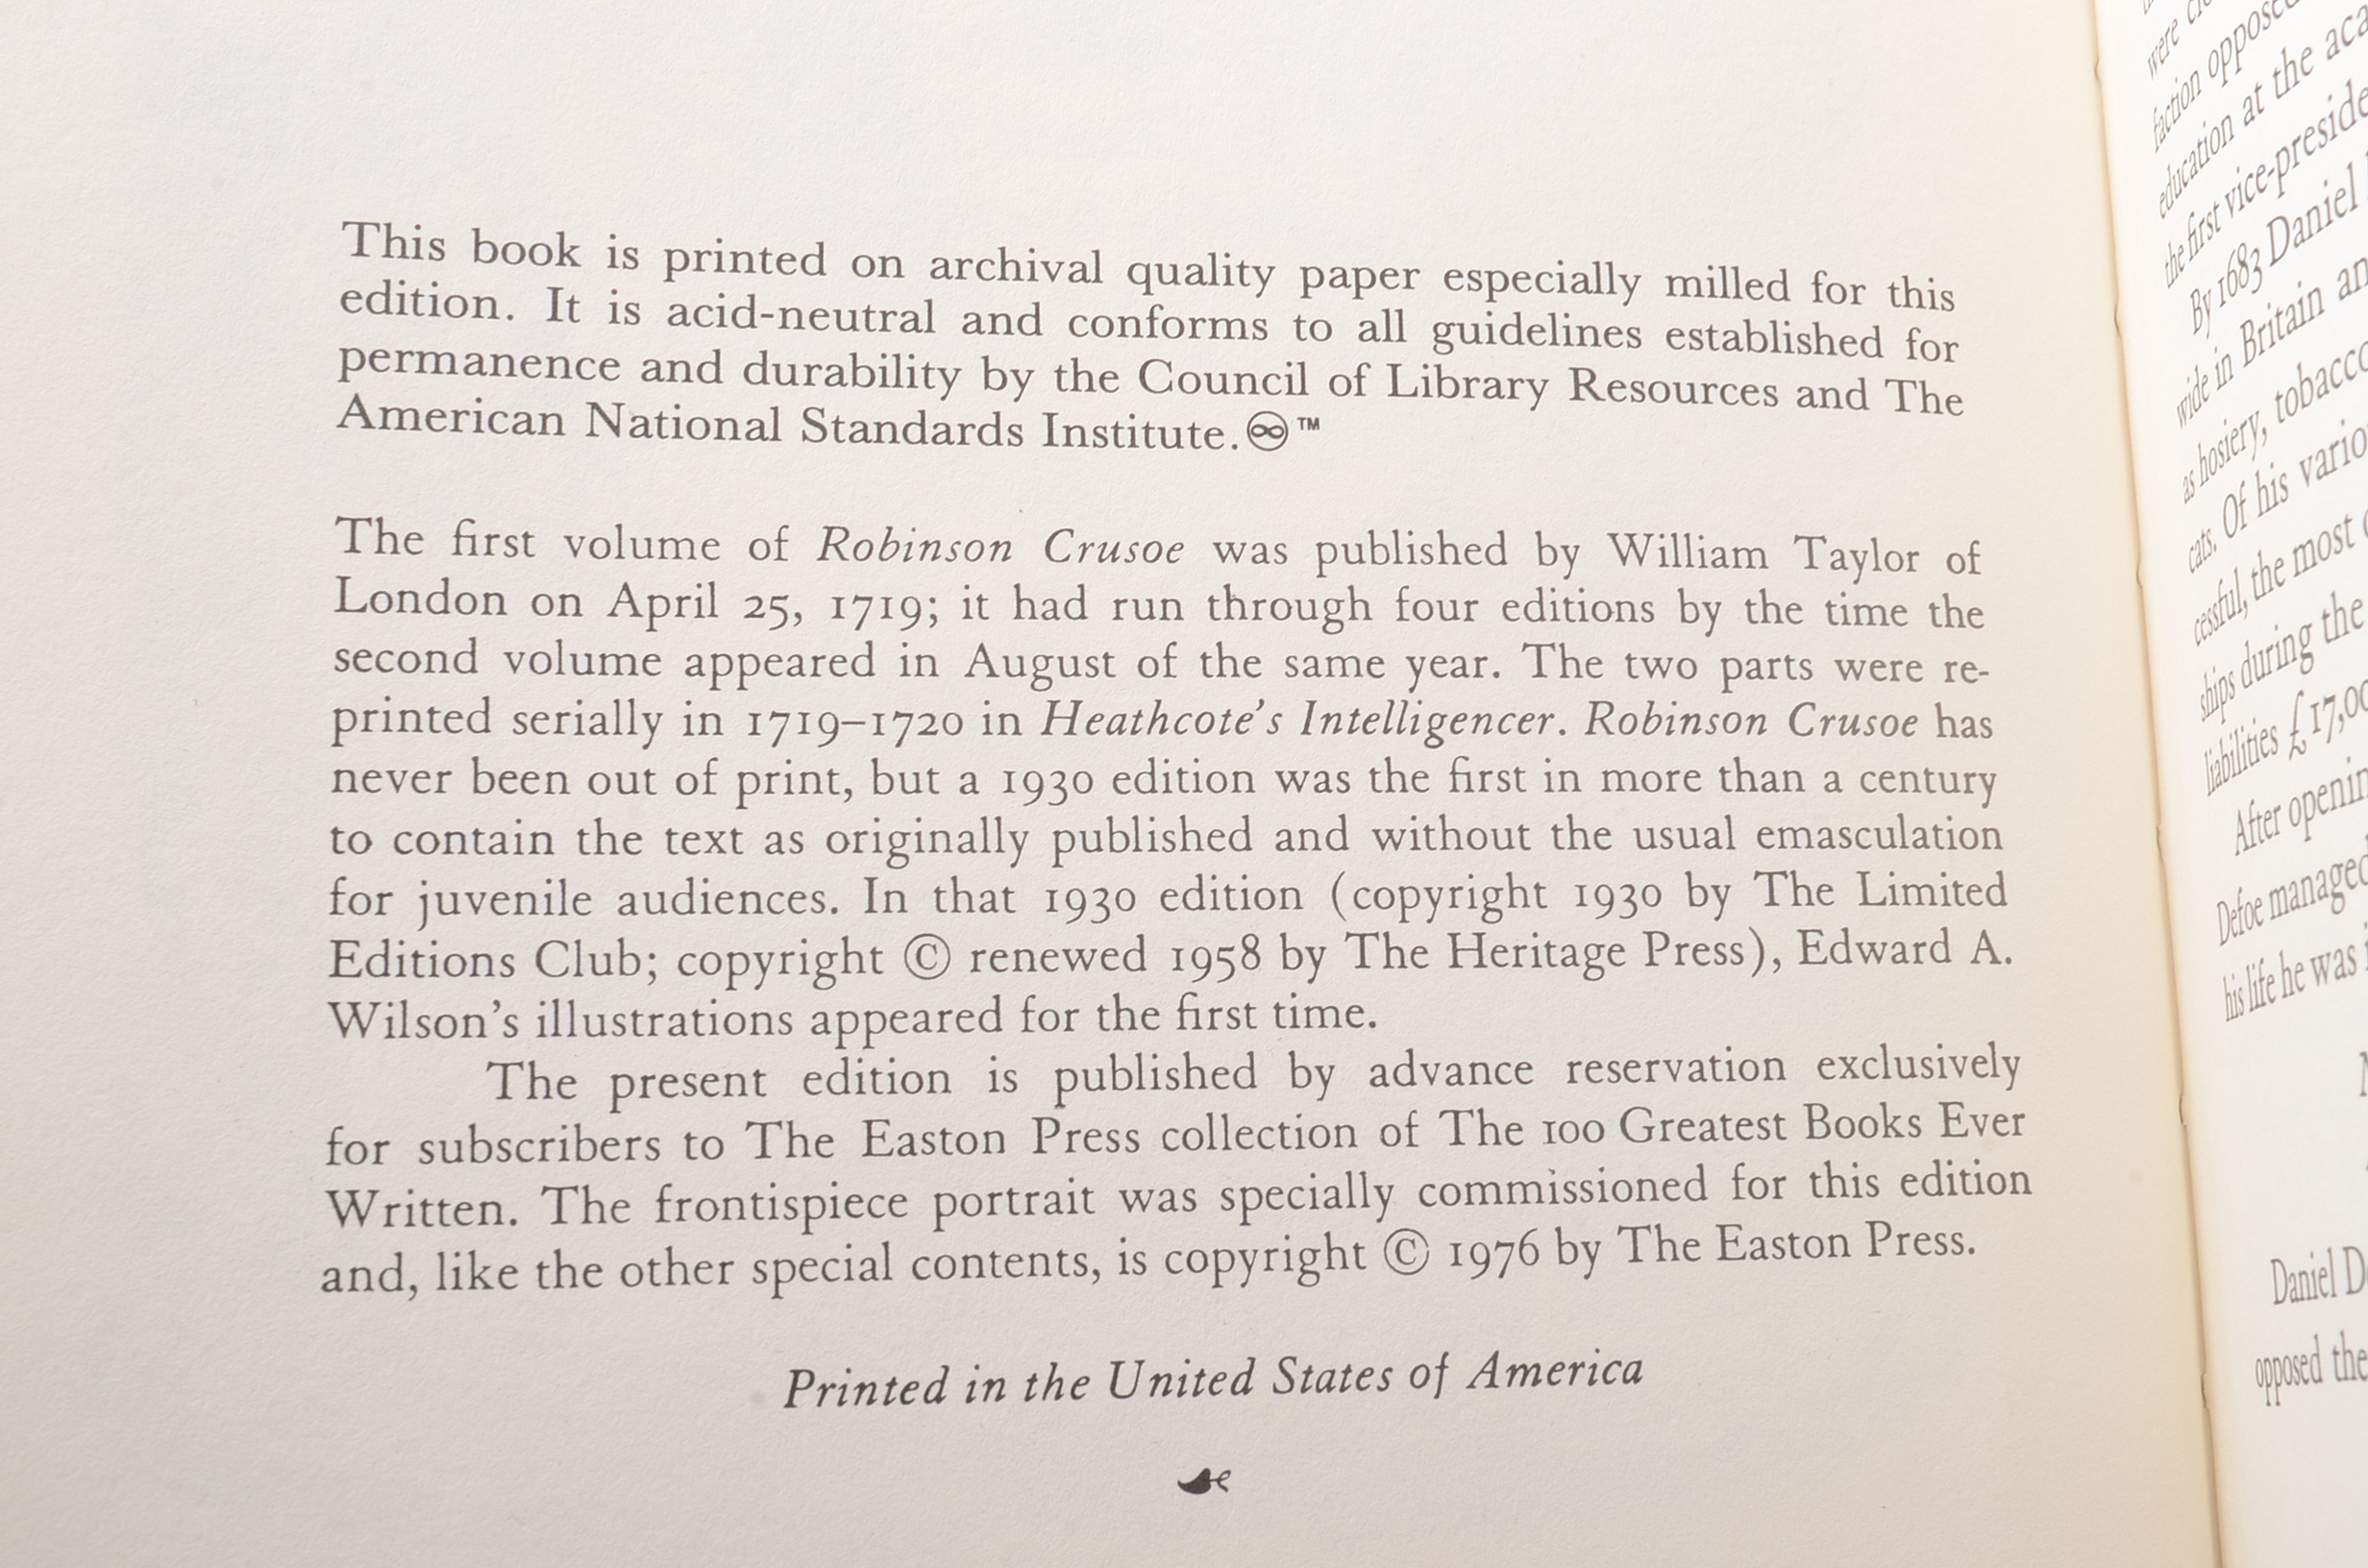 This book is printed on archival quality paper especially milled for this
edition. It is acid-neutral and conforms to all guidelines established for
permanence and durability by the Council of Library Resources and The
American National Standards Institute.♾™
The first volume of Robinson Crusoe was published by William Taylor of
London on April 25, 1719; it had run through four editions by the time the
second volume appeared in August of the same year. The two parts were re-
printed serially in 1719–1720 in Heathcote's Intelligencer. Robinson Crusoe has
never been out of print, but a 1930 edition was the first in more than a century
to contain the text as originally published and without the usual emasculation
for juvenile audiences. In that 1930 edition (copyright 1930 by The Limited
Editions Club; copyright © renewed 1958 by The Heritage Press), Edward A.
Wilson's illustrations appeared for the first time.
The present edition is published by advance reservation exclusively
for subscribers to The Easton Press collection of The 100 Greatest Books Ever
Written. The frontispiece portrait was specially commissioned for this edition
and, like the other special contents, is copyright © 1976 by The Easton Press.
Printed in the United States of America
were
faction
education at the
the first
By 1683 Daniel
wide in Britain
as hosiery,
cats. Of his
cessful, the most
ships during the
liabilities
After
Defoe managed
his life he was
Daniel
opposed the